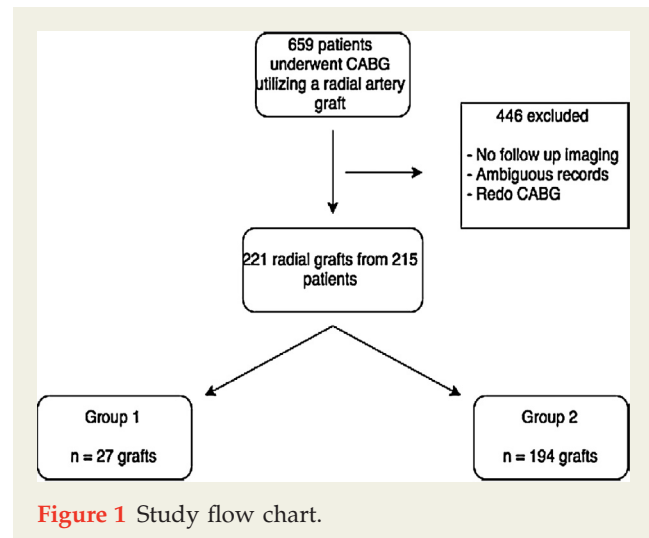 659 patients
underwent CABG
utilizing a radial artery
graft
446 excluded
- No follow up imaging
- Ambiguous records
- Redo CABG
221 radial grafts from 215
patients
Group 1
n = 27 grafts
Group 2
n = 194 grafts
Figure 1 Study flow chart.